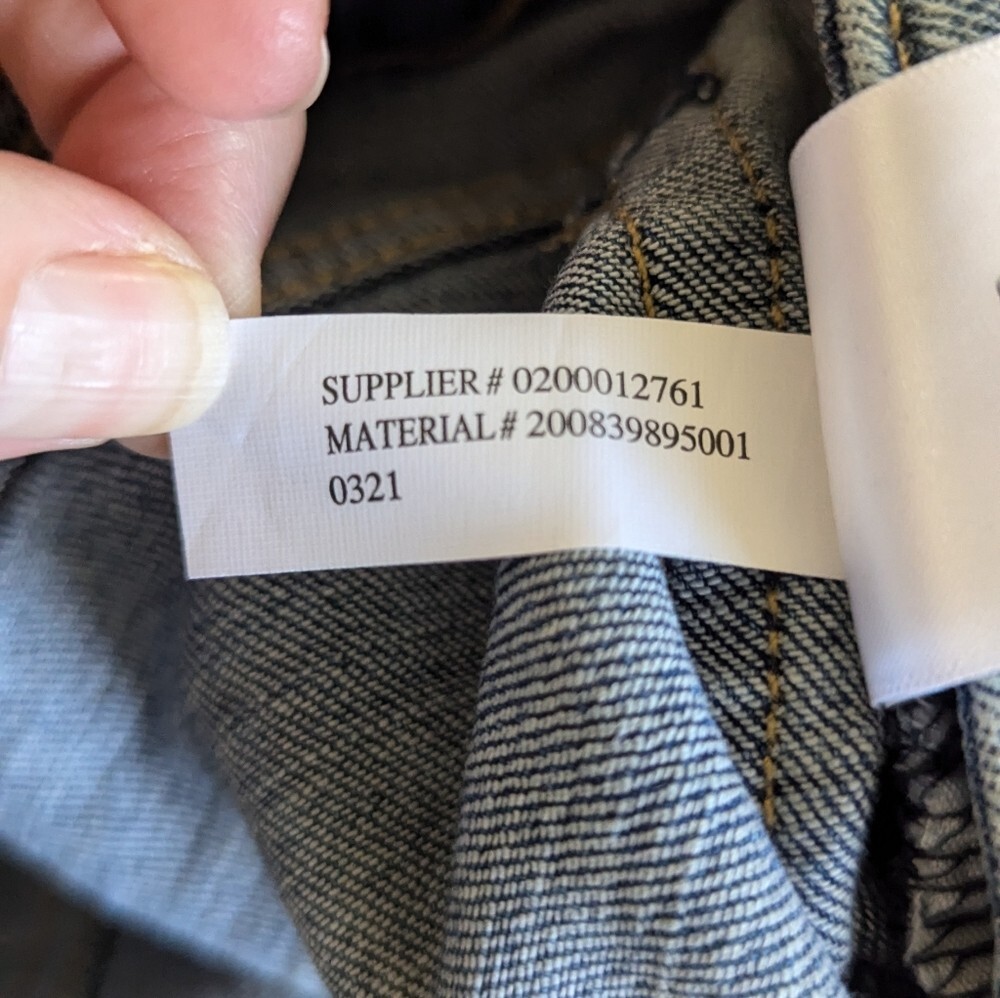 SUPPLIER # 0200012761
MATERIAL # 200839895001
0321